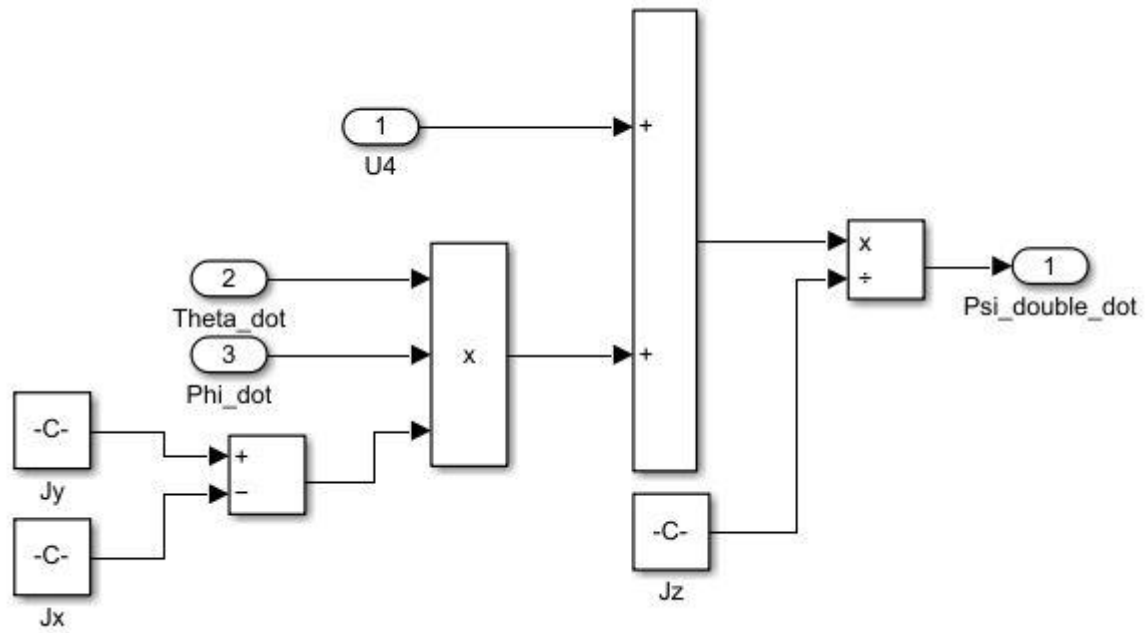 1
U4
+
2
Theta_dot
3
Phi_dot
x
+
x
÷
1
Psi_double_dot
-C-
Jy
+
−
-C-
Jx
-C-
Jz